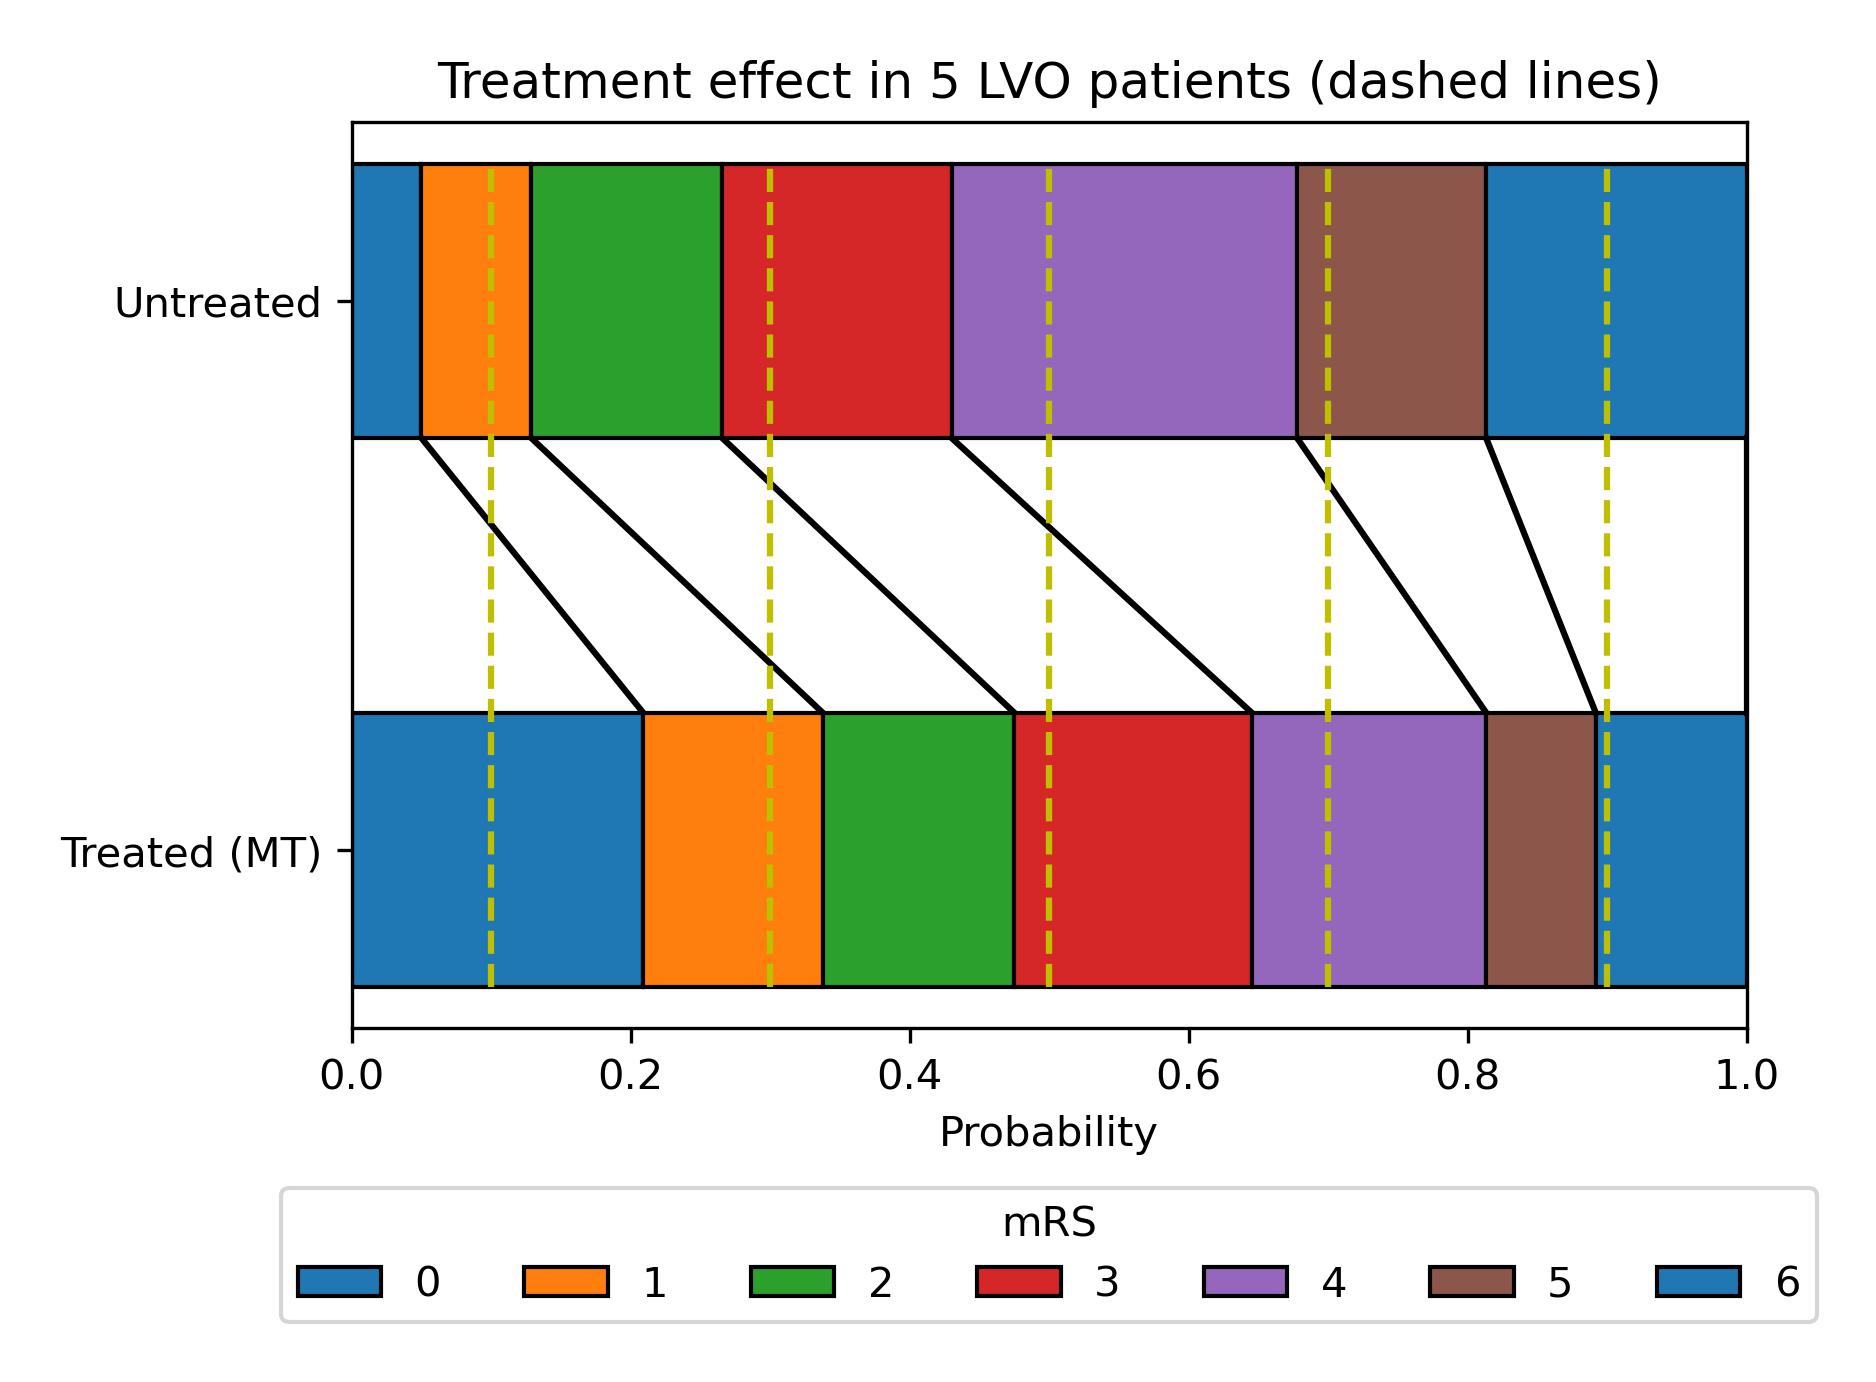 Treatment effect in 5 LVO patients (dashed lines)
Untreated
Treated (MT)
0.0 0.2 0.4 0.6 0.8 1.0
Probability
mRS
0 1 2 3 4 5 6